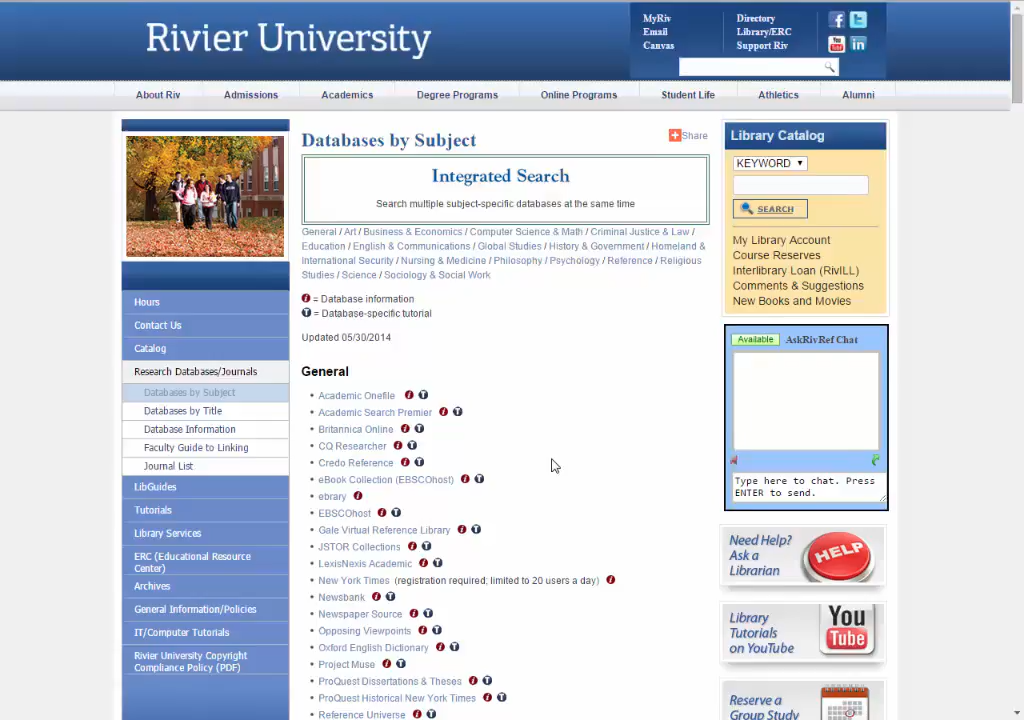 Rivier University
MyRiv
Email
Canvas
Directory
Library/ERC
Support Riv
About Riv
Admissions
Academics
Degree Programs
Online Programs
Student Life
Athletics
Alumni
Hours
Contact Us
Catalog
Research Databases/Journals
Databases by Subject
Databases by Title
Database Information
Faculty Guide to Linking
Journal List
LibGuides
Tutorials
Library Services
ERC (Educational Resource
Center)
Archives
General Information/Policies
IT/Computer Tutorials
Rivier University Copyright
Compliance Policy (PDF)
Databases by Subject
Share
Integrated Search
Search multiple subject-specific databases at the same time
General / Art / Business & Economics / Computer Science & Math / Criminal Justice & Law /
Education / English & Communications / Global Studies / History & Government / Homeland &
International Security / Nursing & Medicine / Philosophy / Psychology / Reference / Religious
Studies / Science / Sociology & Social Work
i = Database information
T = Database-specific tutorial
Updated 05/30/2014
General
• Academic Onefile i T
• Academic Search Premier i T
• Britannica Online i T
• CQ Researcher i T
• Credo Reference i T
• eBook Collection (EBSCOhost) i T
• ebrary i
• EBSCOhost i T
• Gale Virtual Reference Library i T
• JSTOR Collections i T
• LexisNexis Academic i T
• New York Times (registration required; limited to 20 users a day) i
• Newsbank i T
• Newspaper Source i T
• Opposing Viewpoints i T
• Oxford English Dictionary i T
• Project Muse i T
• ProQuest Dissertations & Theses i T
• ProQuest Historical New York Times i T
• Reference Universe i T
Library Catalog
KEYWORD
SEARCH
My Library Account
Course Reserves
Interlibrary Loan (RivILL)
Comments & Suggestions
New Books and Movies
Available AskRivRef Chat
Type here to chat. Press
ENTER to send.
Need Help?
Ask a
Librarian
HELP
Library
Tutorials
on YouTube
You
Tube
Reserve a
Group Study